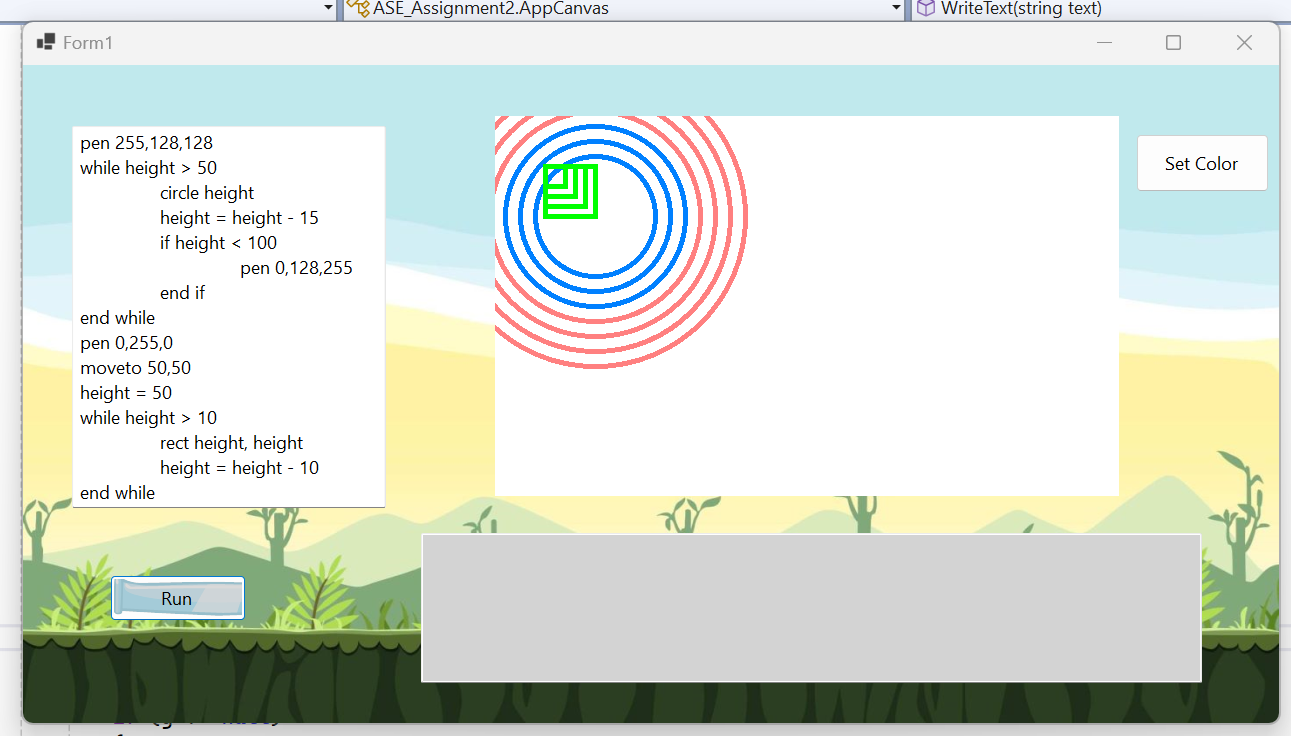 ASE_Assignment2.AppCanvas
WriteText(string text)
Form1
pen 255,128,128
while height > 50
circle height
height = height - 15
if height < 100
pen 0,128,255
end if
end while
pen 0,255,0
moveto 50,50
height = 50
while height > 10
rect height, height
height = height - 10
end while
Set Color
Run